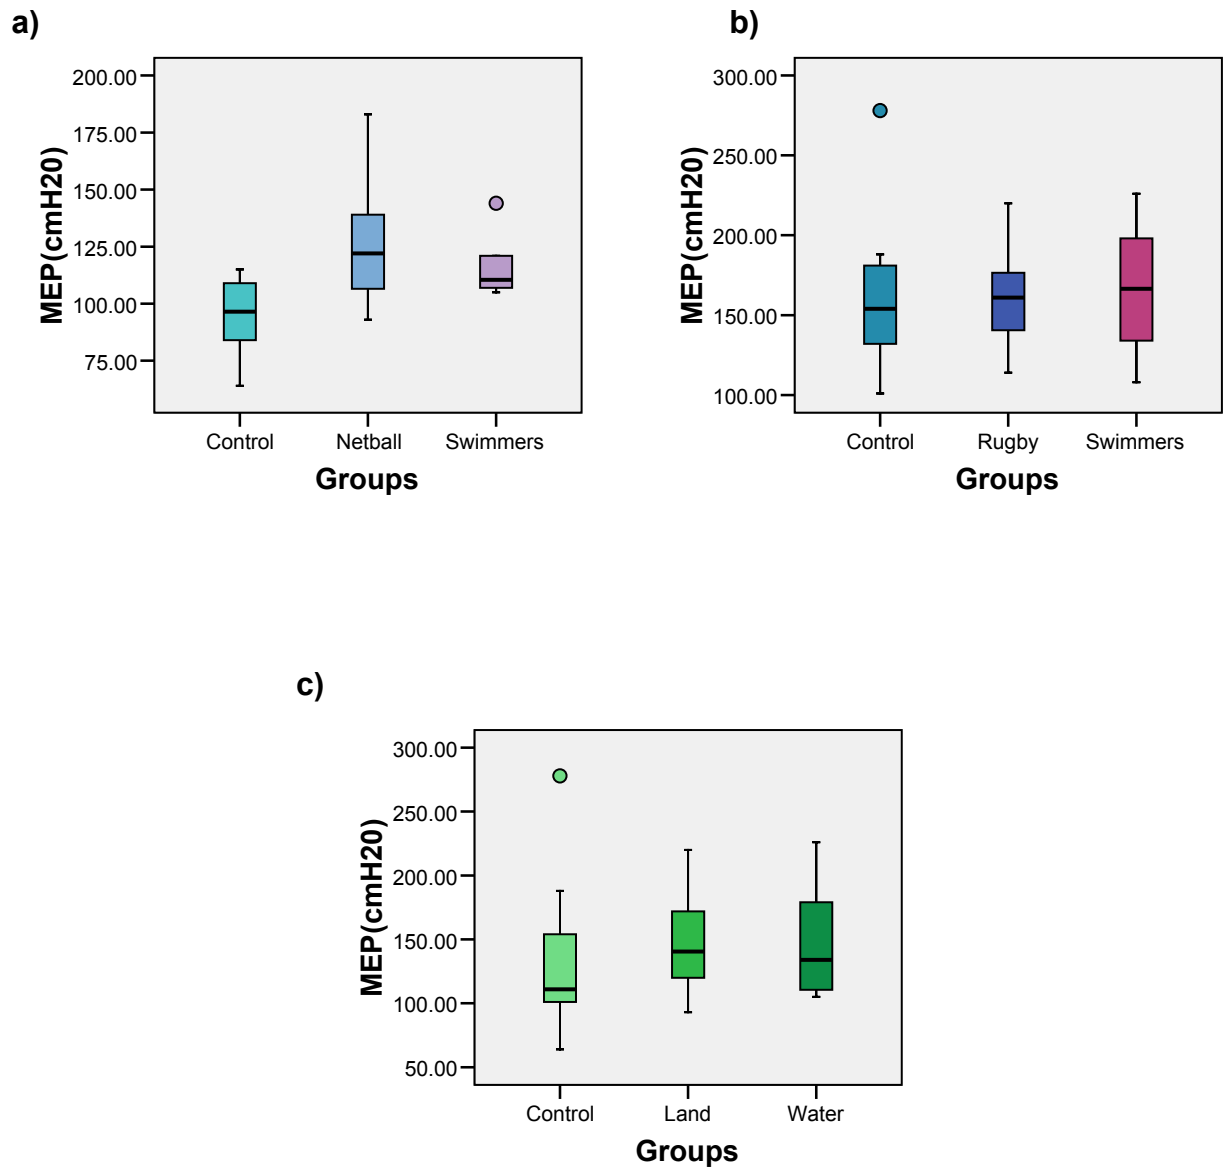 a)
200.00
175.00
150.00
125.00
100.00
75.00
MEP(cmH20)
Control Netball Swimmers
Groups
b)
300.00
250.00
200.00
150.00
100.00
MEP(cmH20)
Control Rugby Swimmers
Groups
c)
300.00
250.00
200.00
150.00
100.00
50.00
MEP(cmH20)
Control Land Water
Groups